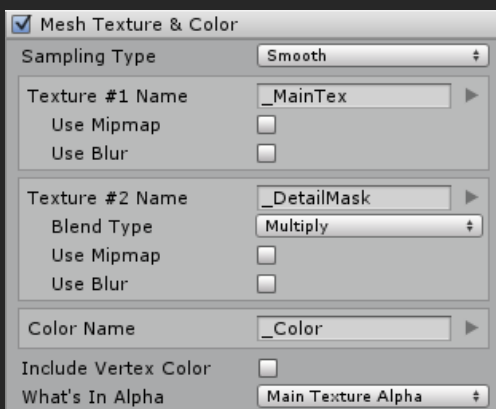 Mesh Texture & Color
Sampling Type Smooth
Texture #1 Name _MainTex
Use Mipmap
Use Blur
Texture #2 Name _DetailMask
Blend Type Multiply
Use Mipmap
Use Blur
Color Name _Color
Include Vertex Color
What's In Alpha Main Texture Alpha